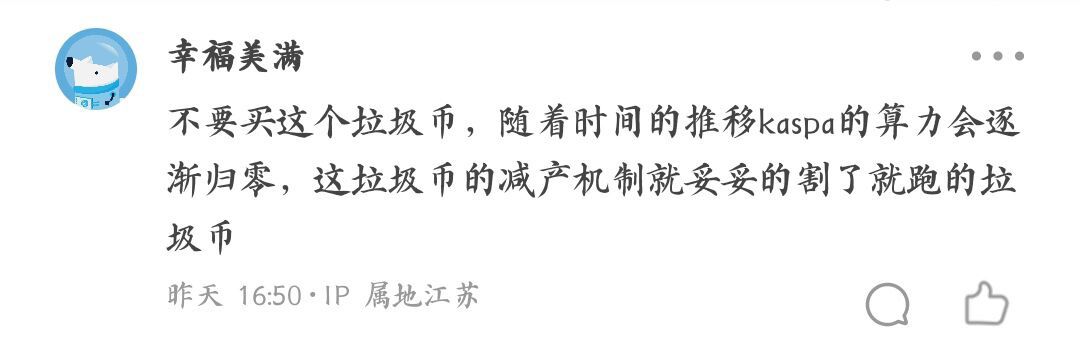 幸福美满
不要买这个垃圾币，随着时间的推移kaspa的算力会逐
渐归零，这垃圾币的减产机制就妥妥的割了就跑的垃
圾币
昨天 16:50·IP 属地江苏